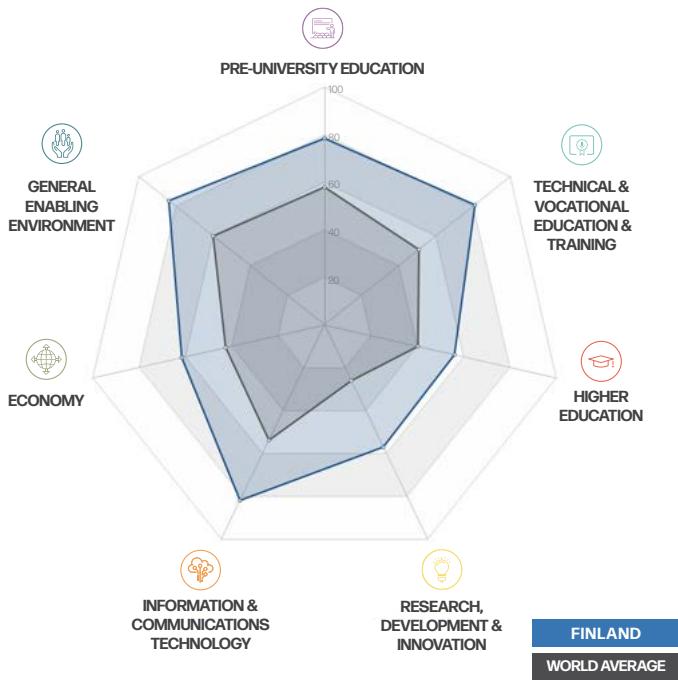 PRE-UNIVERSITY EDUCATION
100
80
60
40
20
GENERAL
ENABLING
ENVIRONMENT
TECHNICAL &
VOCATIONAL
EDUCATION &
TRAINING
ECONOMY
HIGHER
EDUCATION
INFORMATION &
COMMUNICATIONS
TECHNOLOGY
RESEARCH,
DEVELOPMENT &
INNOVATION
FINLAND
WORLD AVERAGE